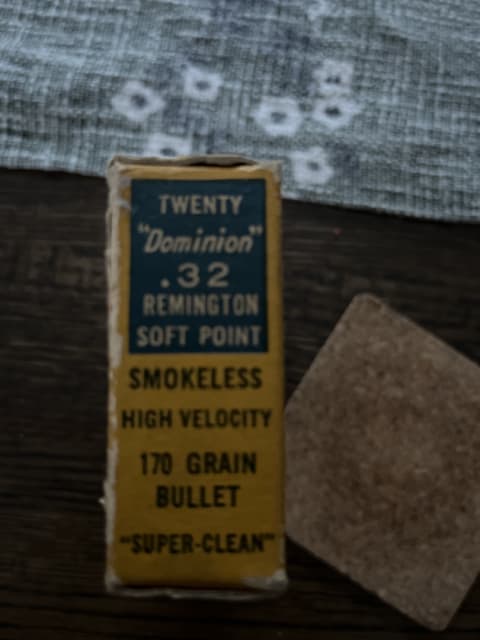 TWENTY
"Dominion"
.32
REMINGTON
SOFT POINT
SMOKELESS
HIGH VELOCITY
170 GRAIN
BULLET
"SUPER-CLEAN"